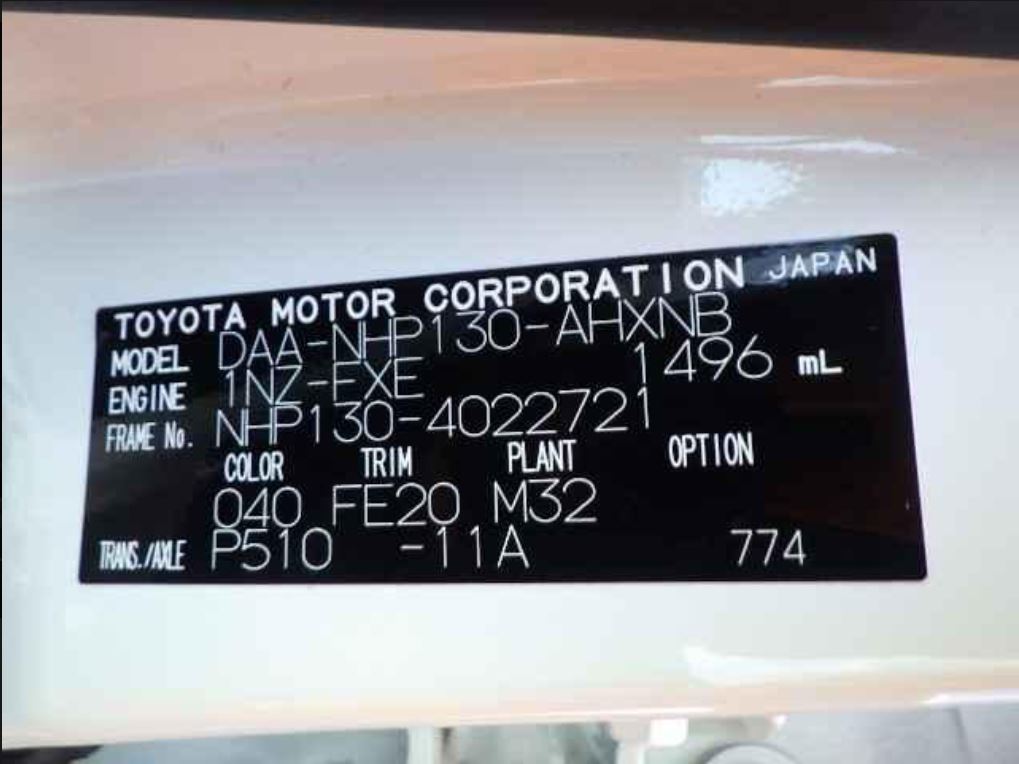 TOYOTA MOTOR CORPORATION JAPAN
MODEL DAA-NHP130-AHXNB
ENGINE 1NZ-EXE 1496 mL
FRAME No. NHP130-4022721
COLOR TRIM PLANT OPTION
040 FE20 M32
TRANS./AXLE P510 -11A 774